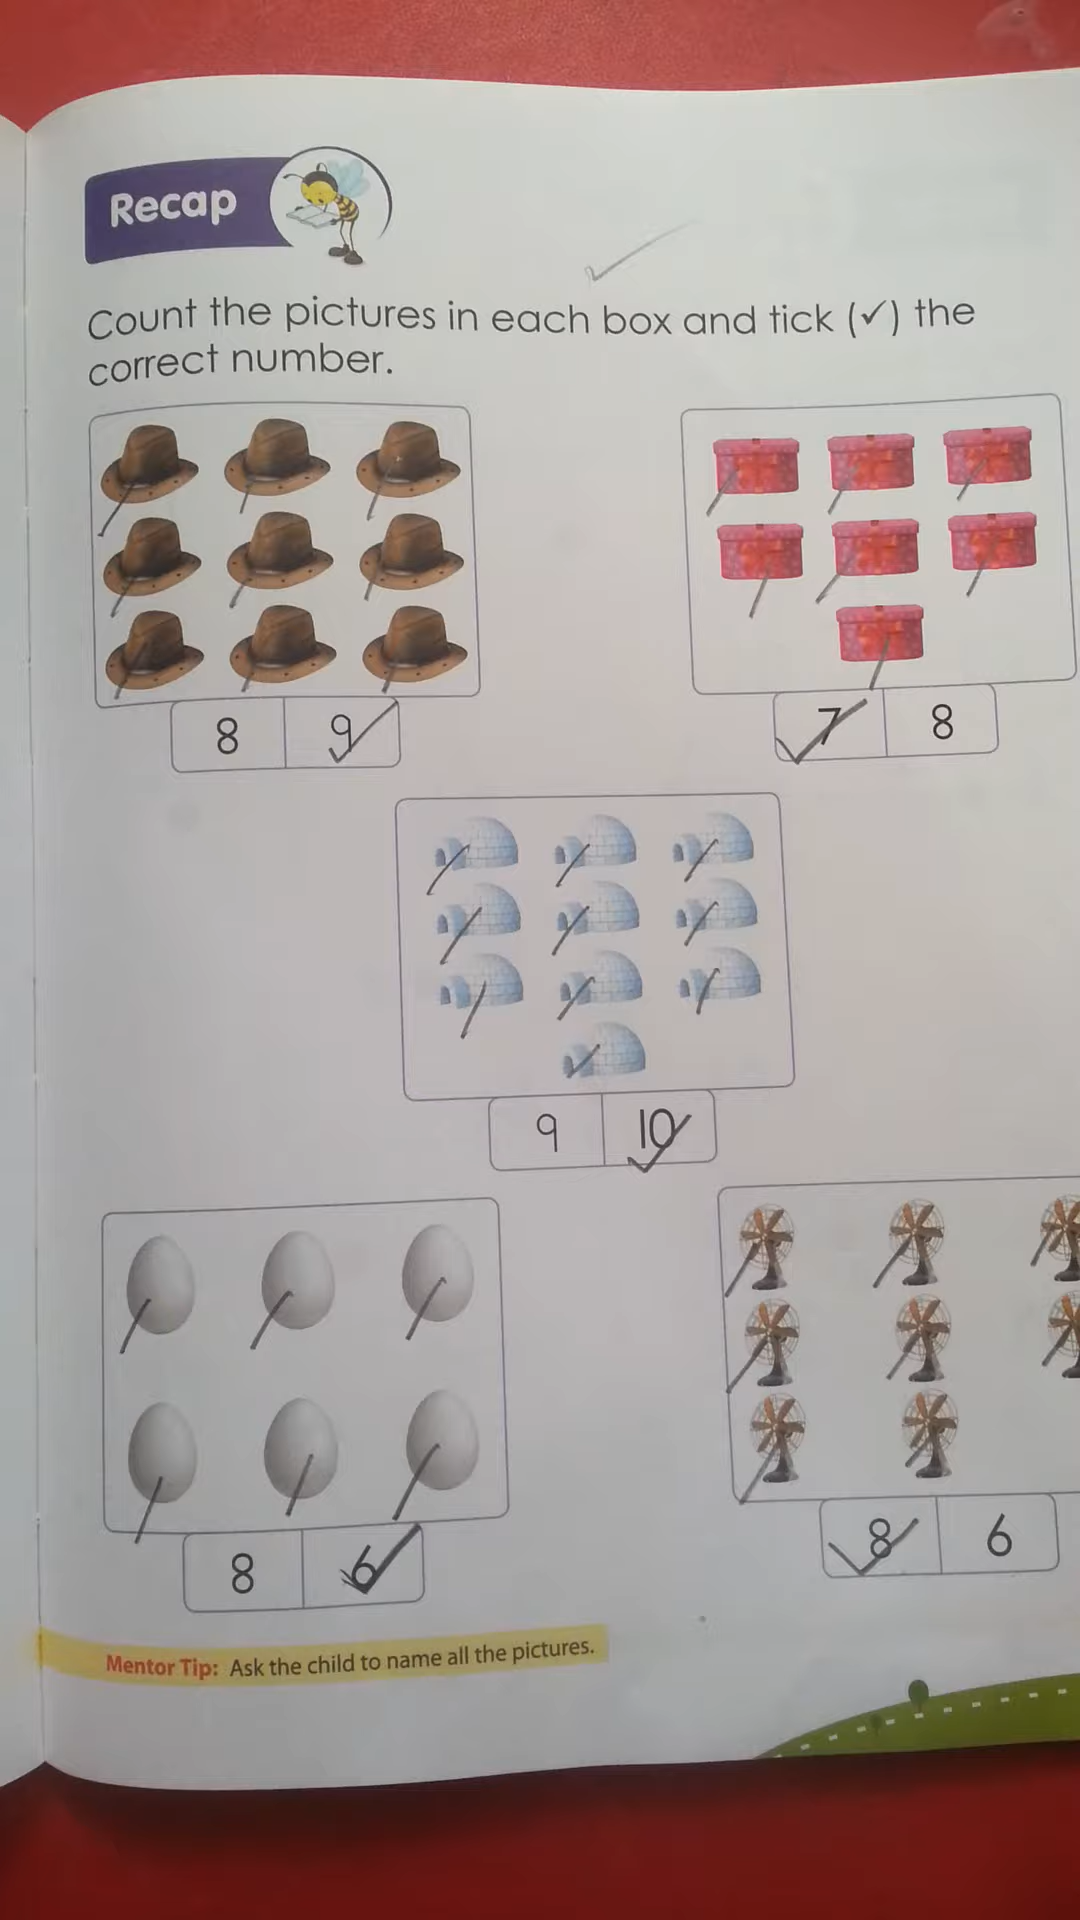 Recap
Count the pictures in each box and tick (✓) the
correct number.
8 9
7 8
9 10
8 6
8 6
Mentor Tip: Ask the child to name all the pictures.